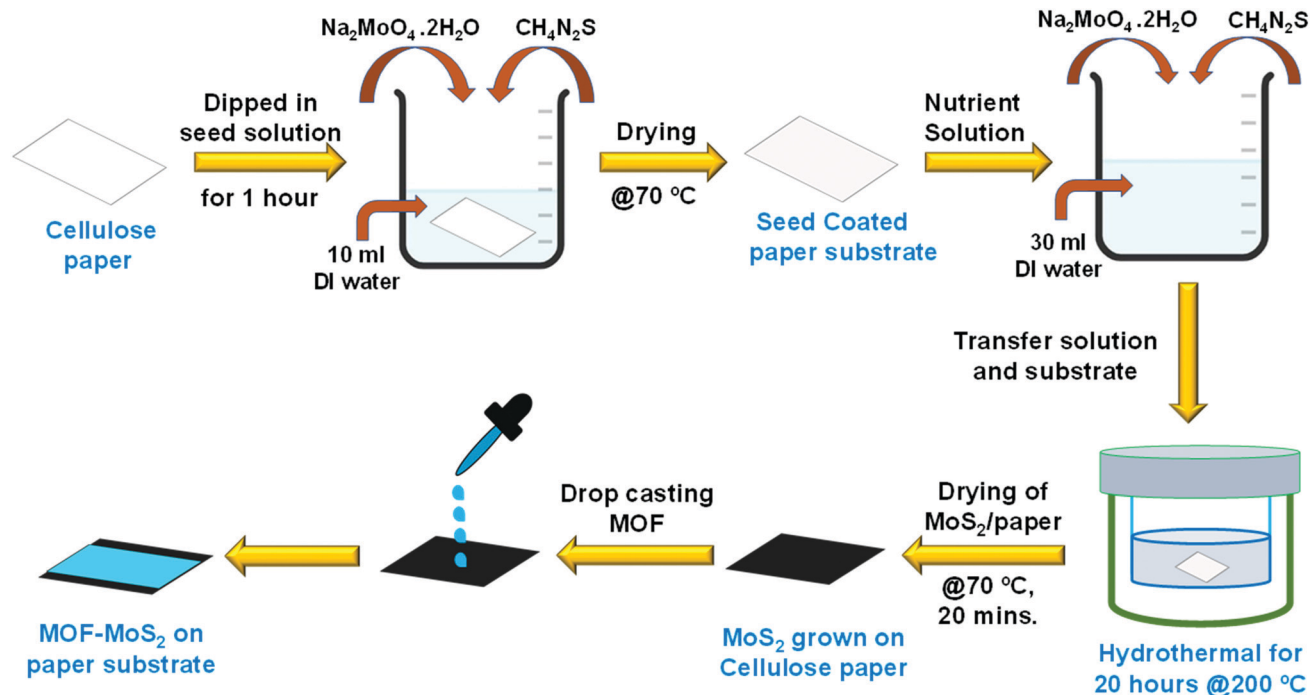 Na₂MoO₄.2H₂O
CH₄N₂S
Dipped in
seed solution
for 1 hour
Cellulose
paper
10 ml
DI water
Drying
@70 ºC
Seed Coated
paper substrate
Nutrient
Solution
Na₂MoO₄.2H₂O
CH₄N₂S
30 ml
DI water
Transfer solution
and substrate
Hydrothermal for
20 hours @200 ºC
Drying of
MoS₂/paper
@70 ºC,
20 mins.
MoS₂ grown on
Cellulose paper
Drop casting
MOF
MOF-MoS₂ on
paper substrate